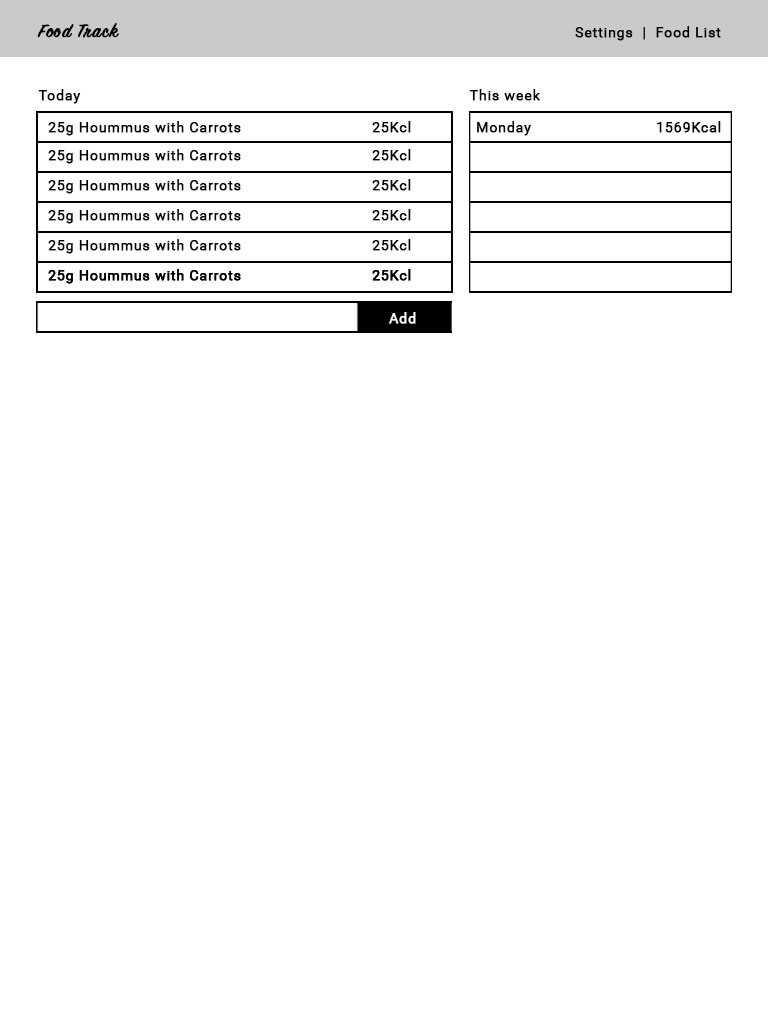 Food Track
Settings | Food List
Today
25g Hoummus with Carrots 25Kcl
25g Hoummus with Carrots 25Kcl
25g Hoummus with Carrots 25Kcl
25g Hoummus with Carrots 25Kcl
25g Hoummus with Carrots 25Kcl
25g Hoummus with Carrots 25Kcl
Add
This week
Monday 1569Kcal